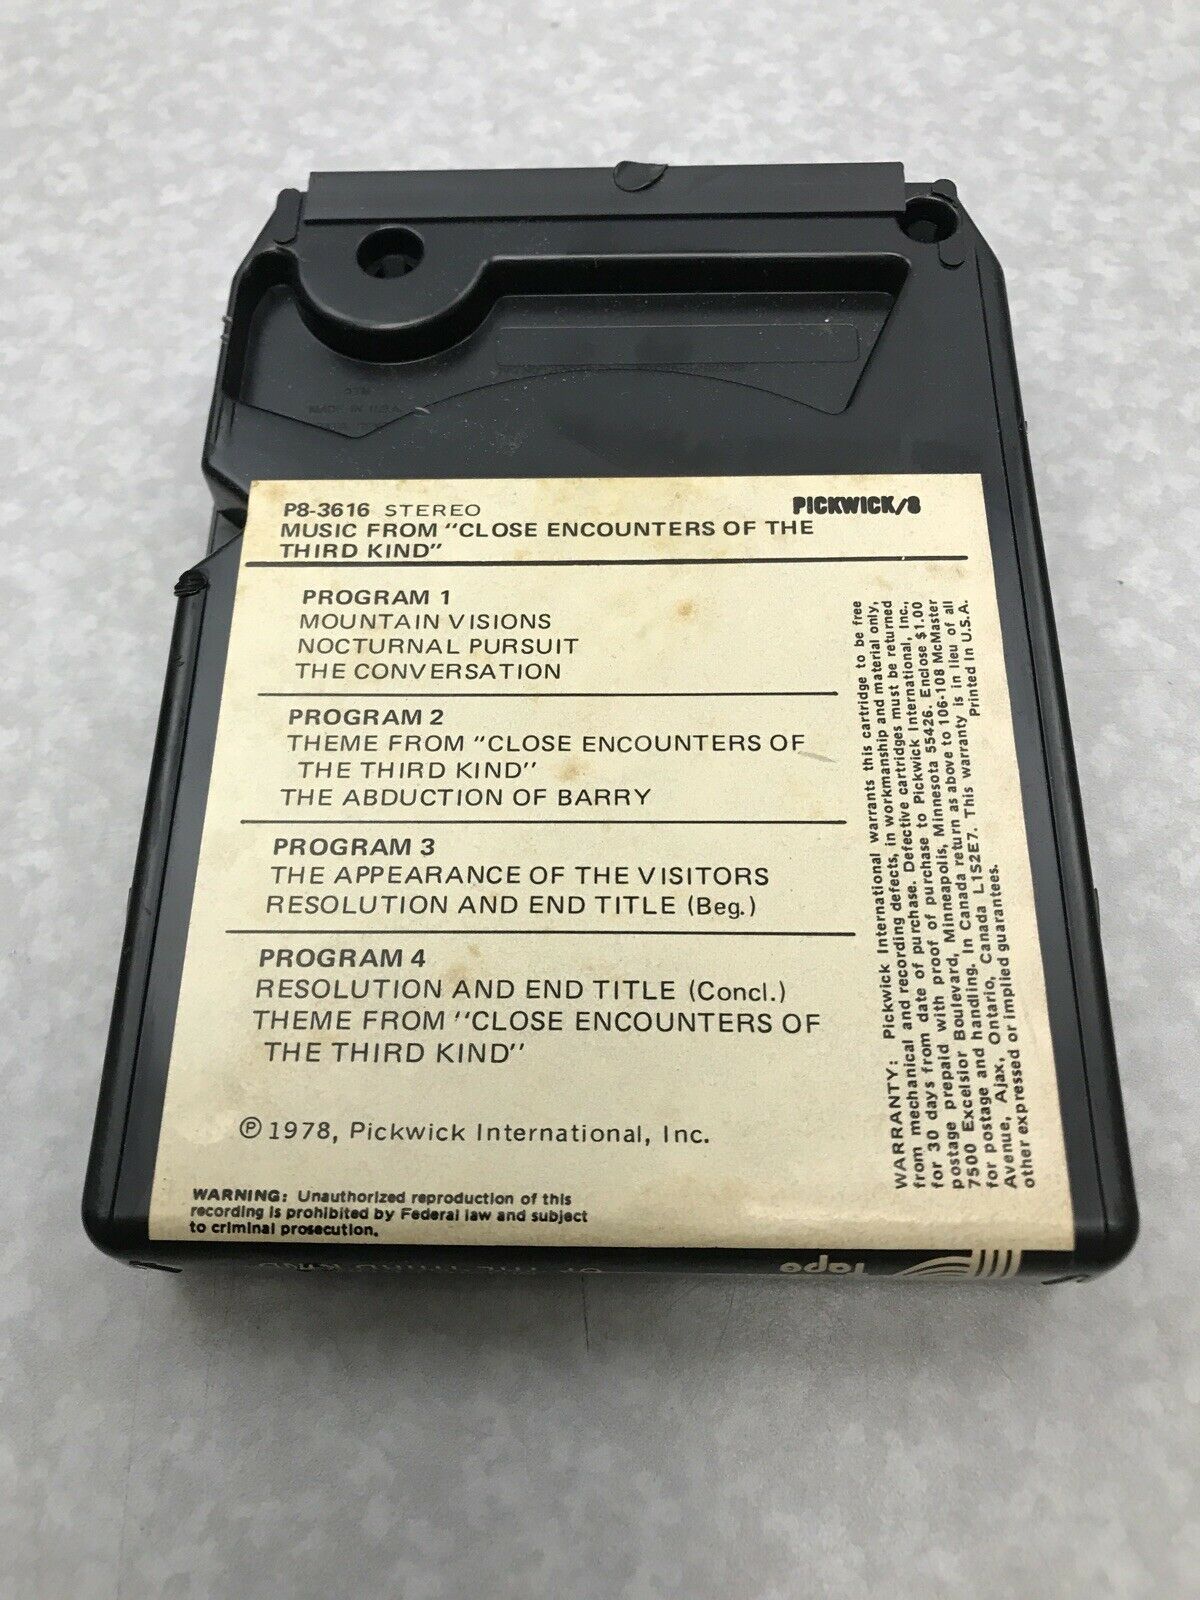 MADE IN U.S.A.
P8-3616 STEREO PICKWICK/8
MUSIC FROM "CLOSE ENCOUNTERS OF THE
THIRD KIND"
PROGRAM 1
MOUNTAIN VISIONS
NOCTURNAL PURSUIT
THE CONVERSATION
PROGRAM 2
THEME FROM "CLOSE ENCOUNTERS OF
THE THIRD KIND"
THE ABDUCTION OF BARRY
PROGRAM 3
THE APPEARANCE OF THE VISITORS
RESOLUTION AND END TITLE (Beg.)
PROGRAM 4
RESOLUTION AND END TITLE (Concl.)
THEME FROM "CLOSE ENCOUNTERS OF
THE THIRD KIND"
℗ 1978, Pickwick International, Inc.
WARNING: Unauthorized reproduction of this
recording is prohibited by Federal law and subject
to criminal prosecution.
WARRANTY: Pickwick International warrants this cartridge to be free
from mechanical and recording defects, in workmanship and material only,
for 30 days from date of purchase. Defective cartridges must be returned
postage prepaid with proof of purchase to Pickwick International, Inc.,
7500 Excelsior Boulevard, Minneapolis, Minnesota 55426. Enclose $1.00
for postage and handling. In Canada return as above to 106-108 McMaster
Avenue, Ajax, Ontario, Canada L1S2E7. This warranty is in lieu of all
other expressed or implied guarantees. Printed In U.S.A.
OF THE THIRD KIND
Tape